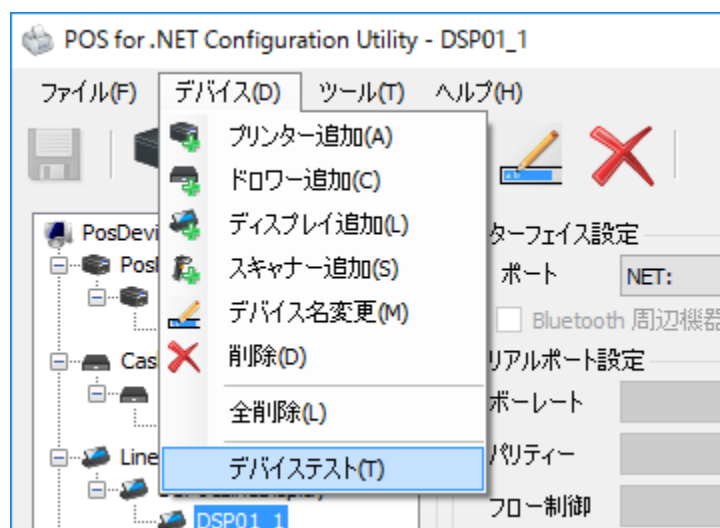 POS for .NET Configuration Utility - DSP01_1
ファイル(F) デバイス(D) ツール(T) ヘルプ(H)
プリンター追加(A)
ドロワー追加(C)
ディスプレイ追加(L)
スキャナー追加(S)
デバイス名変更(M)
削除(D)
全削除(L)
デバイステスト(T)
PosDevi
Pos
Cas
Line
DSP01_1
ターフェイス設定
ポート NET:
Bluetooth 周辺機器
リアルポート設定
ボーレート
パリティー
フロー制御